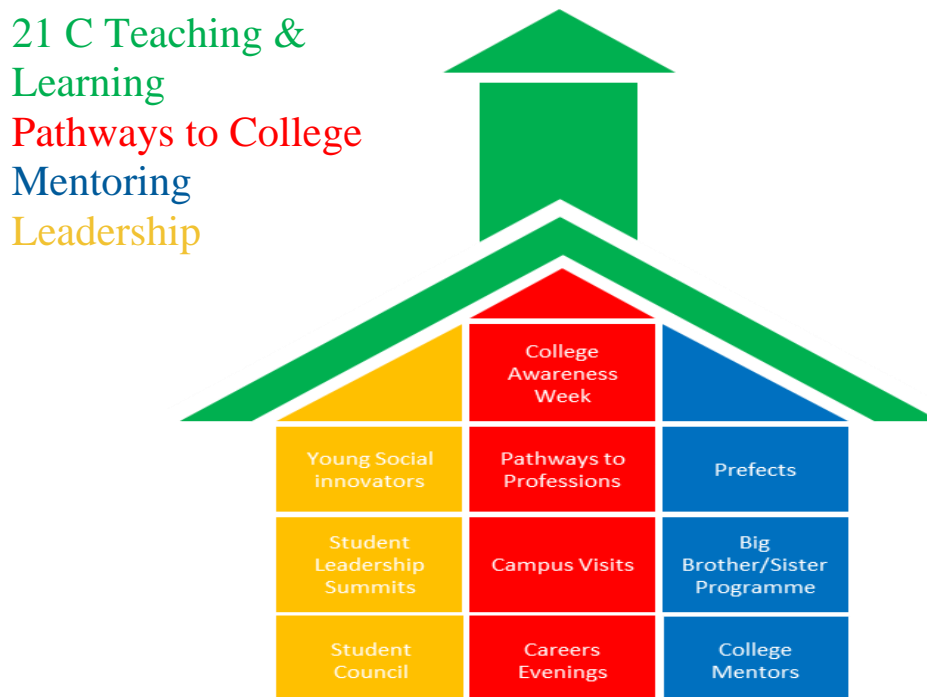 21 C Teaching &
Learning
Pathways to College
Mentoring
Leadership
College
Awareness
Week
Young Social
innovators
Pathways to
Professions
Prefects
Student
Leadership
Summits
Campus Visits
Big
Brother/Sister
Programme
Student
Council
Careers
Evenings
College
Mentors